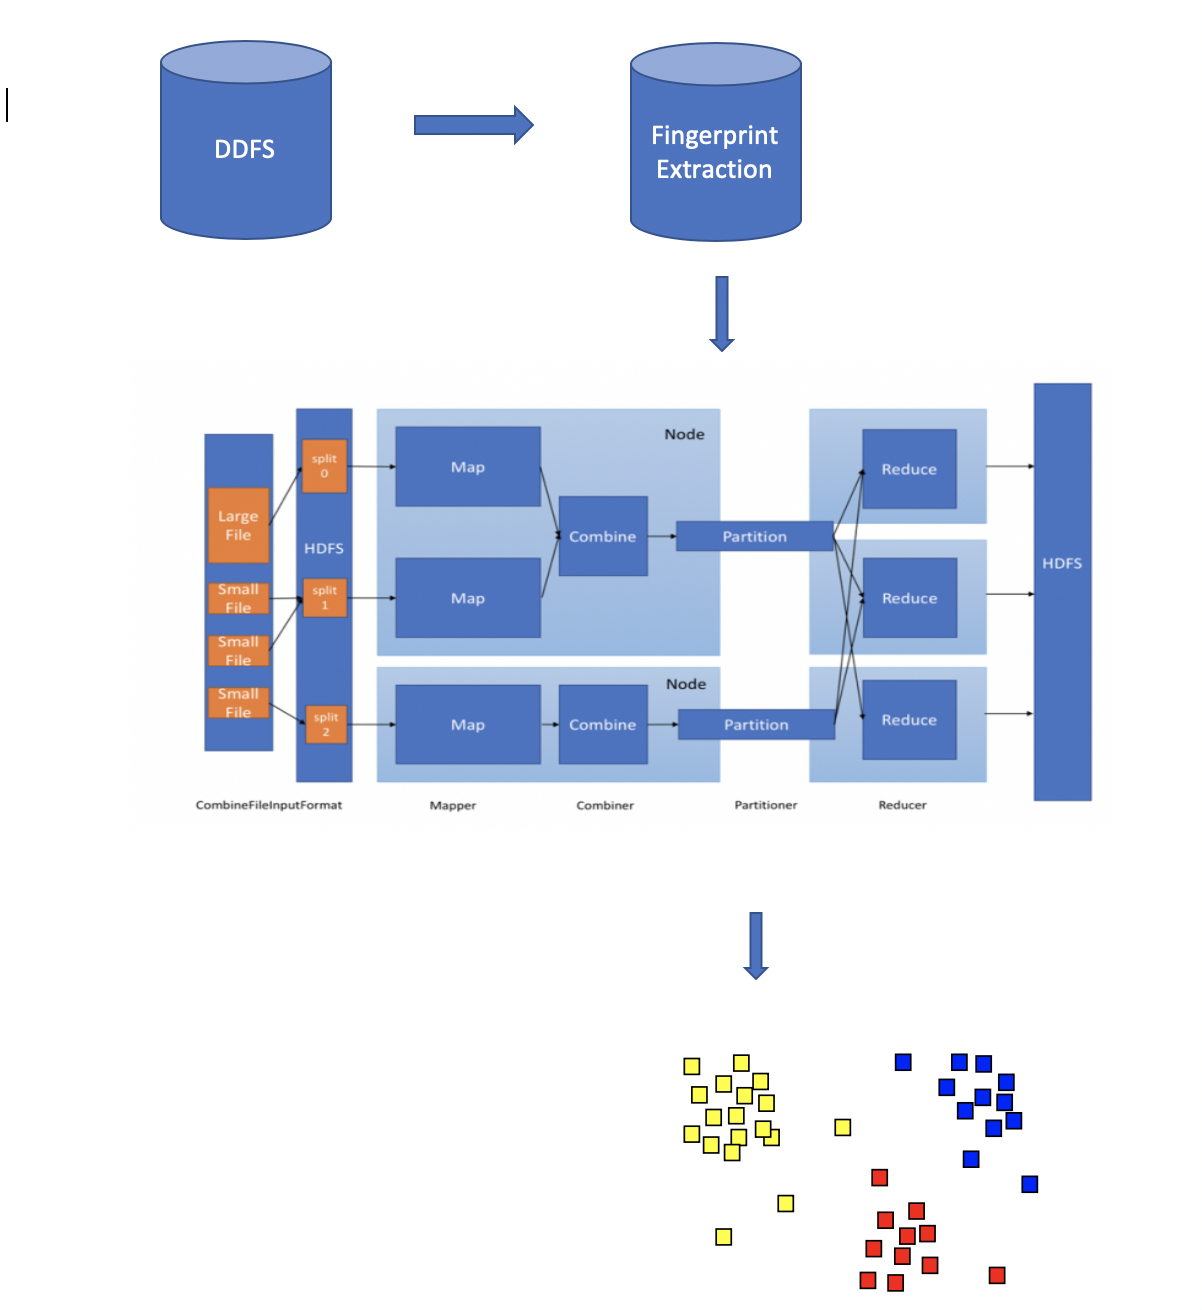 DDFS
Fingerprint
Extraction
Node
Map
Reduce
split
0
Large
File
HDFS
Combine
Partition
HDFS
Small
File
split
1
Map
Reduce
Small
File
Small
File
split
2
Node
Map
Combine
Partition
Reduce
CombineFileInputFormat
Mapper
Combiner
Partitioner
Reducer